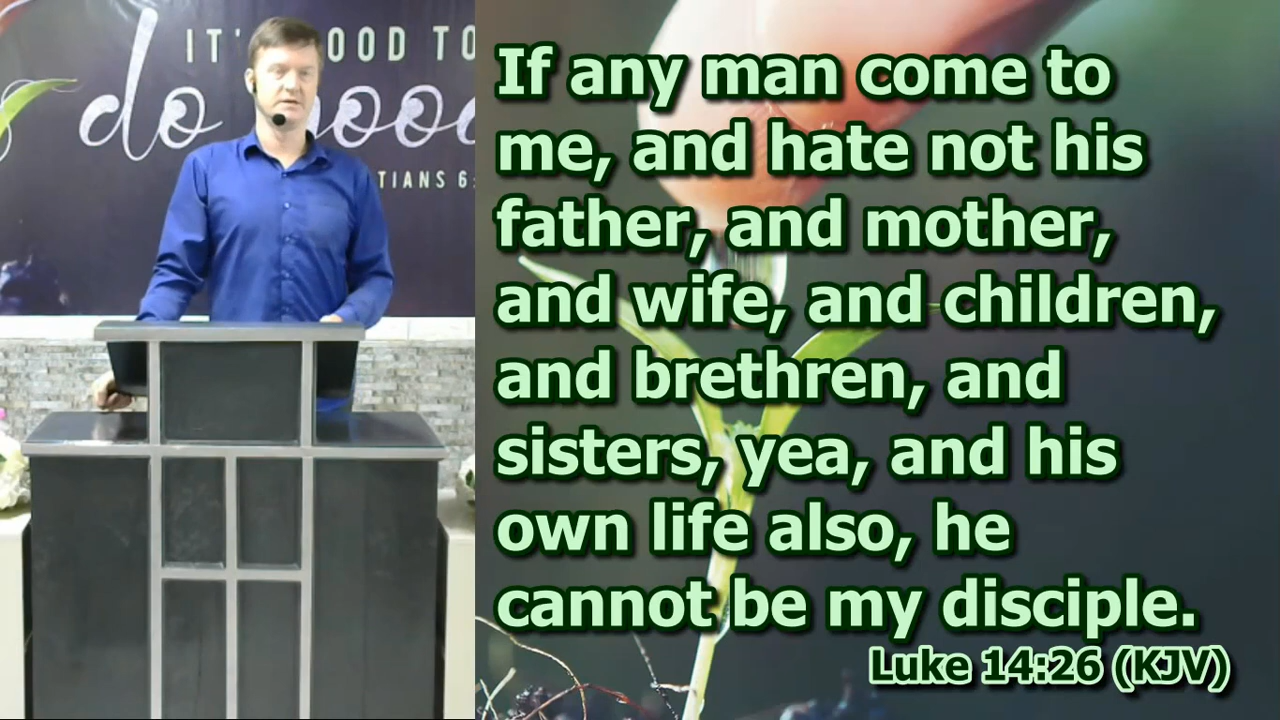 IT' OOD TO
do
TIANS 6:
If any man come to
me, and hate not his
father, and mother,
and wife, and children,
and brethren, and
sisters, yea, and his
own life also, he
cannot be my disciple.
Luke 14:26 (KJV)